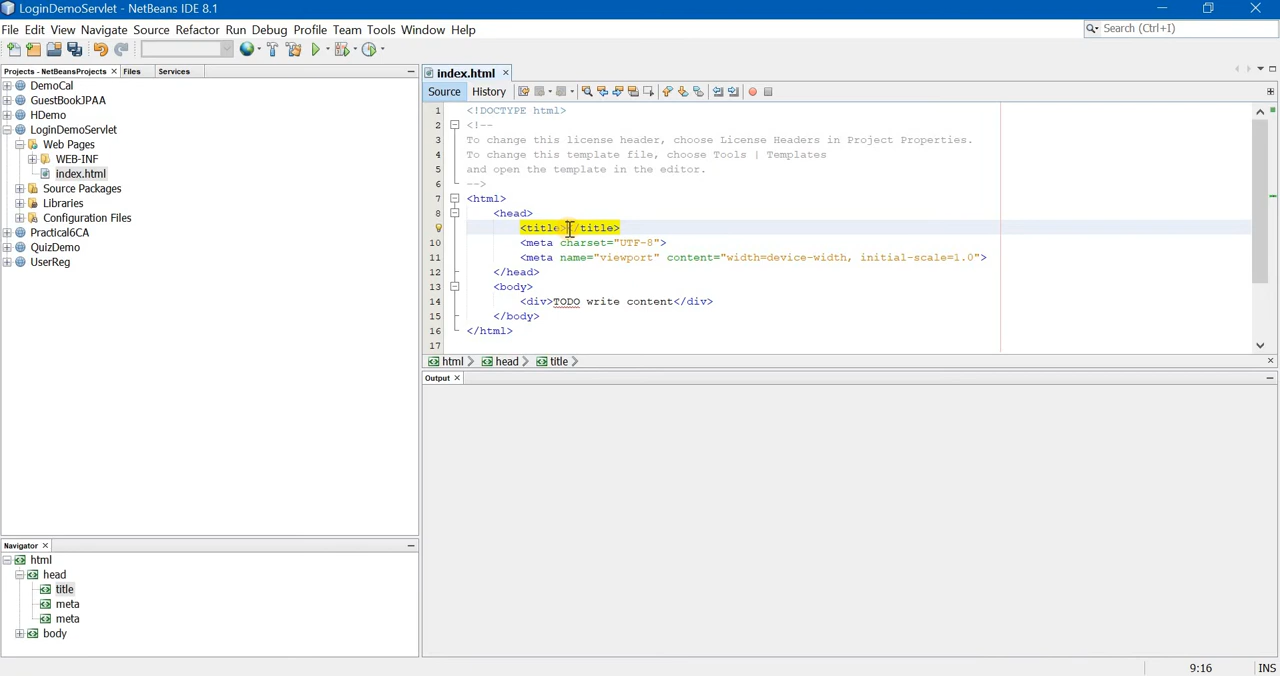 LoginDemoServlet - NetBeans IDE 8.1
File Edit View Navigate Source Refactor Run Debug Profile Team Tools Window Help
Search (Ctrl+I)
Projects - NetBeansProjects Files Services
DemoCal
GuestBookJPAA
HDemo
LoginDemoServlet
Web Pages
WEB-INF
index.html
Source Packages
Libraries
Configuration Files
Practical6CA
QuizDemo
UserReg
index.html
Source History
1 <!DOCTYPE html>
2 <!--
3 To change this license header, choose License Headers in Project Properties.
4 To change this template file, choose Tools | Templates
5 and open the template in the editor.
6 -->
7 <html>
8 <head>
<title></title>
10 <meta charset="UTF-8">
11 <meta name="viewport" content="width=device-width, initial-scale=1.0">
12 </head>
13 <body>
14 <div>TODO write content</div>
15 </body>
16 </html>
17
html head title
Output
Navigator
html
head
title
meta
meta
body
9:16 INS